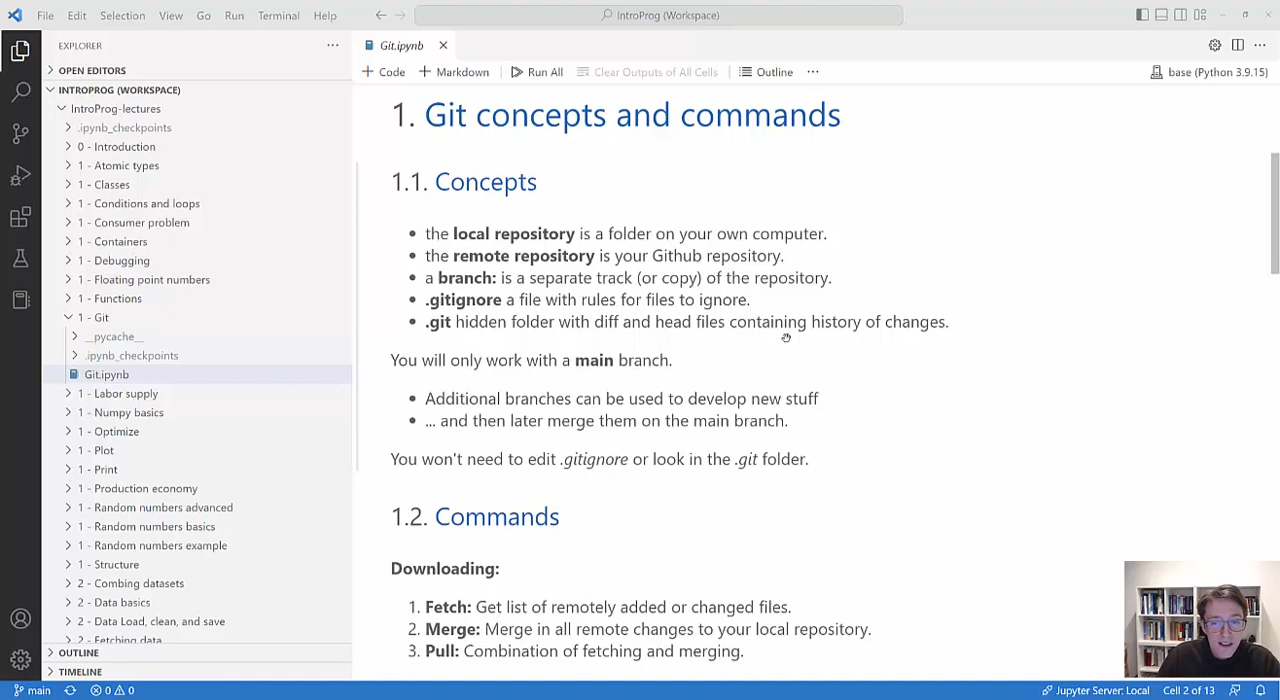 File Edit Selection View Go Run Terminal Help
IntroProg (Workspace)
EXPLORER
OPEN EDITORS
INTROPROG (WORKSPACE)
IntroProg-lectures
.ipynb_checkpoints
0 - Introduction
1 - Atomic types
1 - Classes
1 - Conditions and loops
1 - Consumer problem
1 - Containers
1 - Debugging
1 - Floating point numbers
1 - Functions
1 - Git
__pycache__
.ipynb_checkpoints
Git.ipynb
1 - Labor supply
1 - Numpy basics
1 - Optimize
1 - Plot
1 - Print
1 - Production economy
1 - Random numbers advanced
1 - Random numbers basics
1 - Random numbers example
1 - Structure
2 - Combing datasets
2 - Data basics
2 - Data Load, clean, and save
2 - Fetching data
OUTLINE
TIMELINE
Git.ipynb
Code Markdown Run All Clear Outputs of All Cells Outline
base (Python 3.9.15)
1. Git concepts and commands
1.1. Concepts
• the local repository is a folder on your own computer.
• the remote repository is your Github repository.
• a branch: is a separate track (or copy) of the repository.
• .gitignore a file with rules for files to ignore.
• .git hidden folder with diff and head files containing history of changes.
You will only work with a main branch.
• Additional branches can be used to develop new stuff
• ... and then later merge them on the main branch.
You won't need to edit .gitignore or look in the .git folder.
1.2. Commands
Downloading:
1. Fetch: Get list of remotely added or changed files.
2. Merge: Merge in all remote changes to your local repository.
3. Pull: Combination of fetching and merging.
main 0 0 Jupyter Server: Local Cell 2 of 13